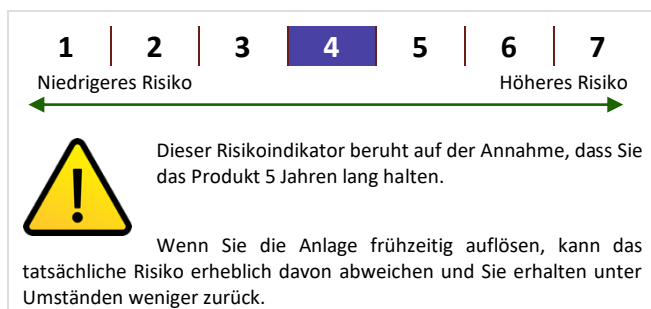 1 2 3 4 5 6 7
Niedrigeres Risiko Höheres Risiko
Dieser Risikoindikator beruht auf der Annahme, dass Sie
das Produkt 5 Jahren lang halten.
Wenn Sie die Anlage frühzeitig auflösen, kann das
tatsächliche Risiko erheblich davon abweichen und Sie erhalten unter
Umständen weniger zurück.